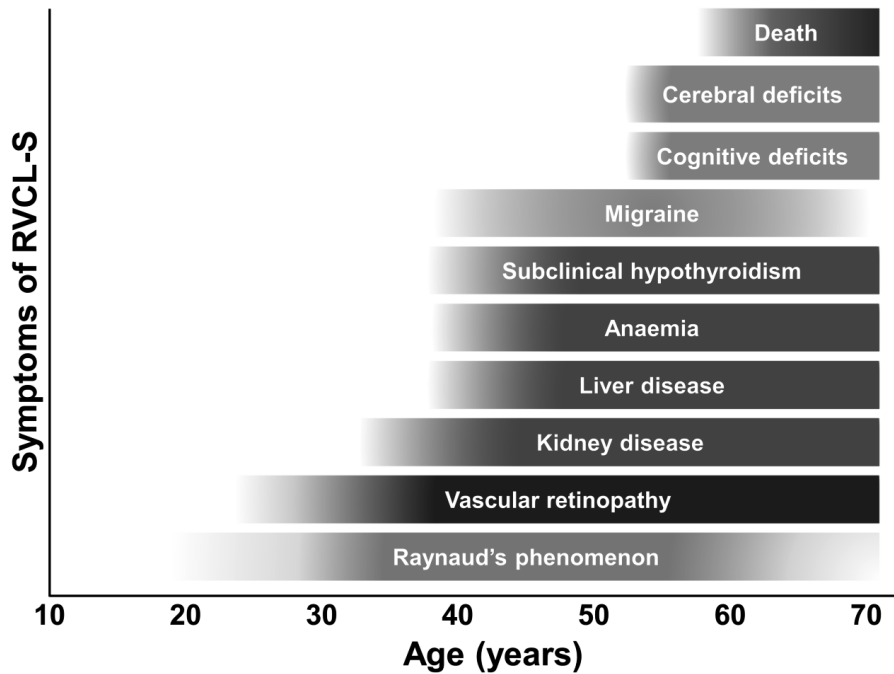 Symptoms of RVCL-S
Death
Cerebral deficits
Cognitive deficits
Migraine
Subclinical hypothyroidism
Anaemia
Liver disease
Kidney disease
Vascular retinopathy
Raynaud’s phenomenon
10 20 30 40 50 60 70
Age (years)